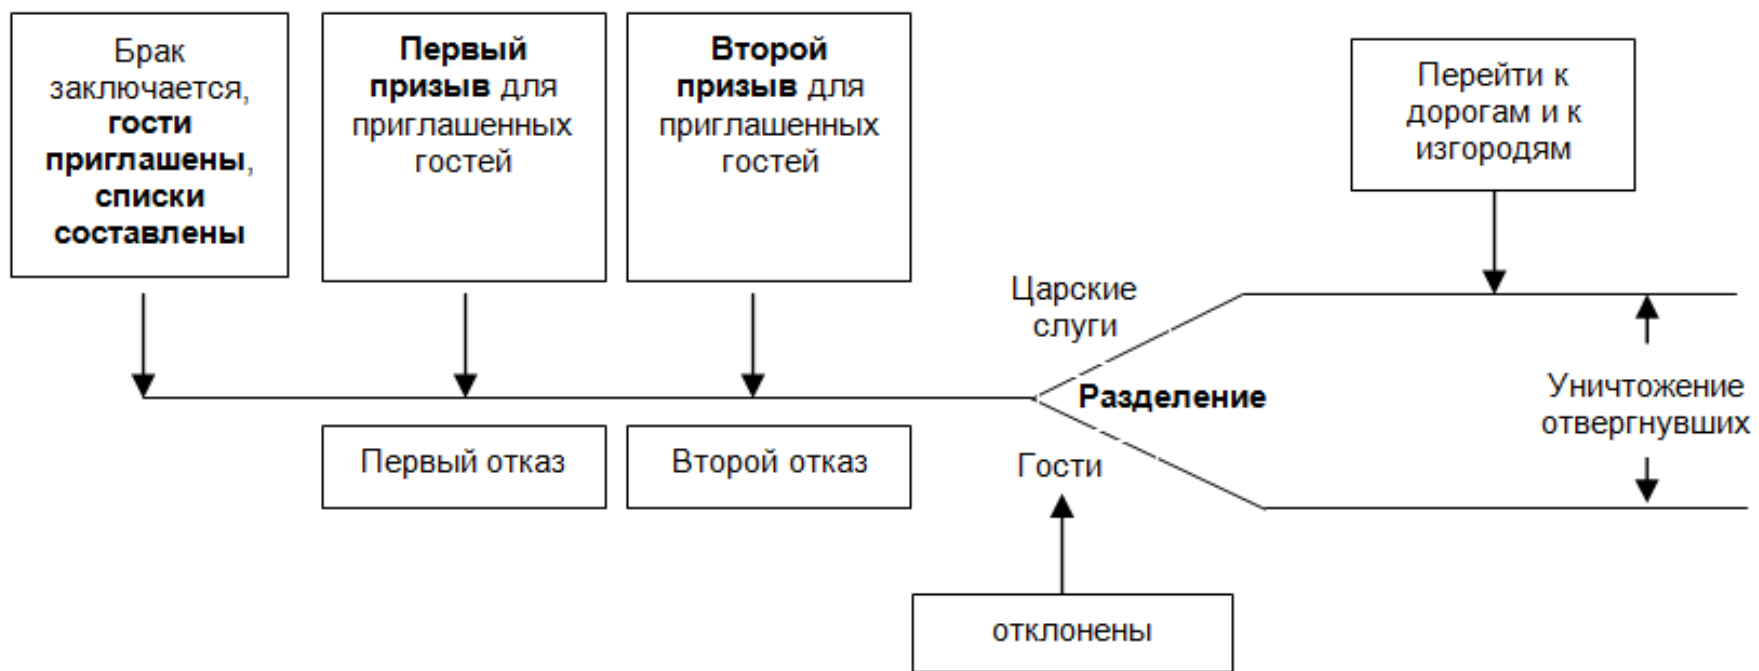 Брак
заключается,
гости
приглашены,
списки
составлены
Первый
призыв для
приглашенных
гостей
Второй
призыв для
приглашенных
гостей
Перейти к
дорогам и к
изгородям
Царские
слуги
Разделение
Уничтожение
отвергнувших
Первый отказ
Второй отказ
Гости
отклонены